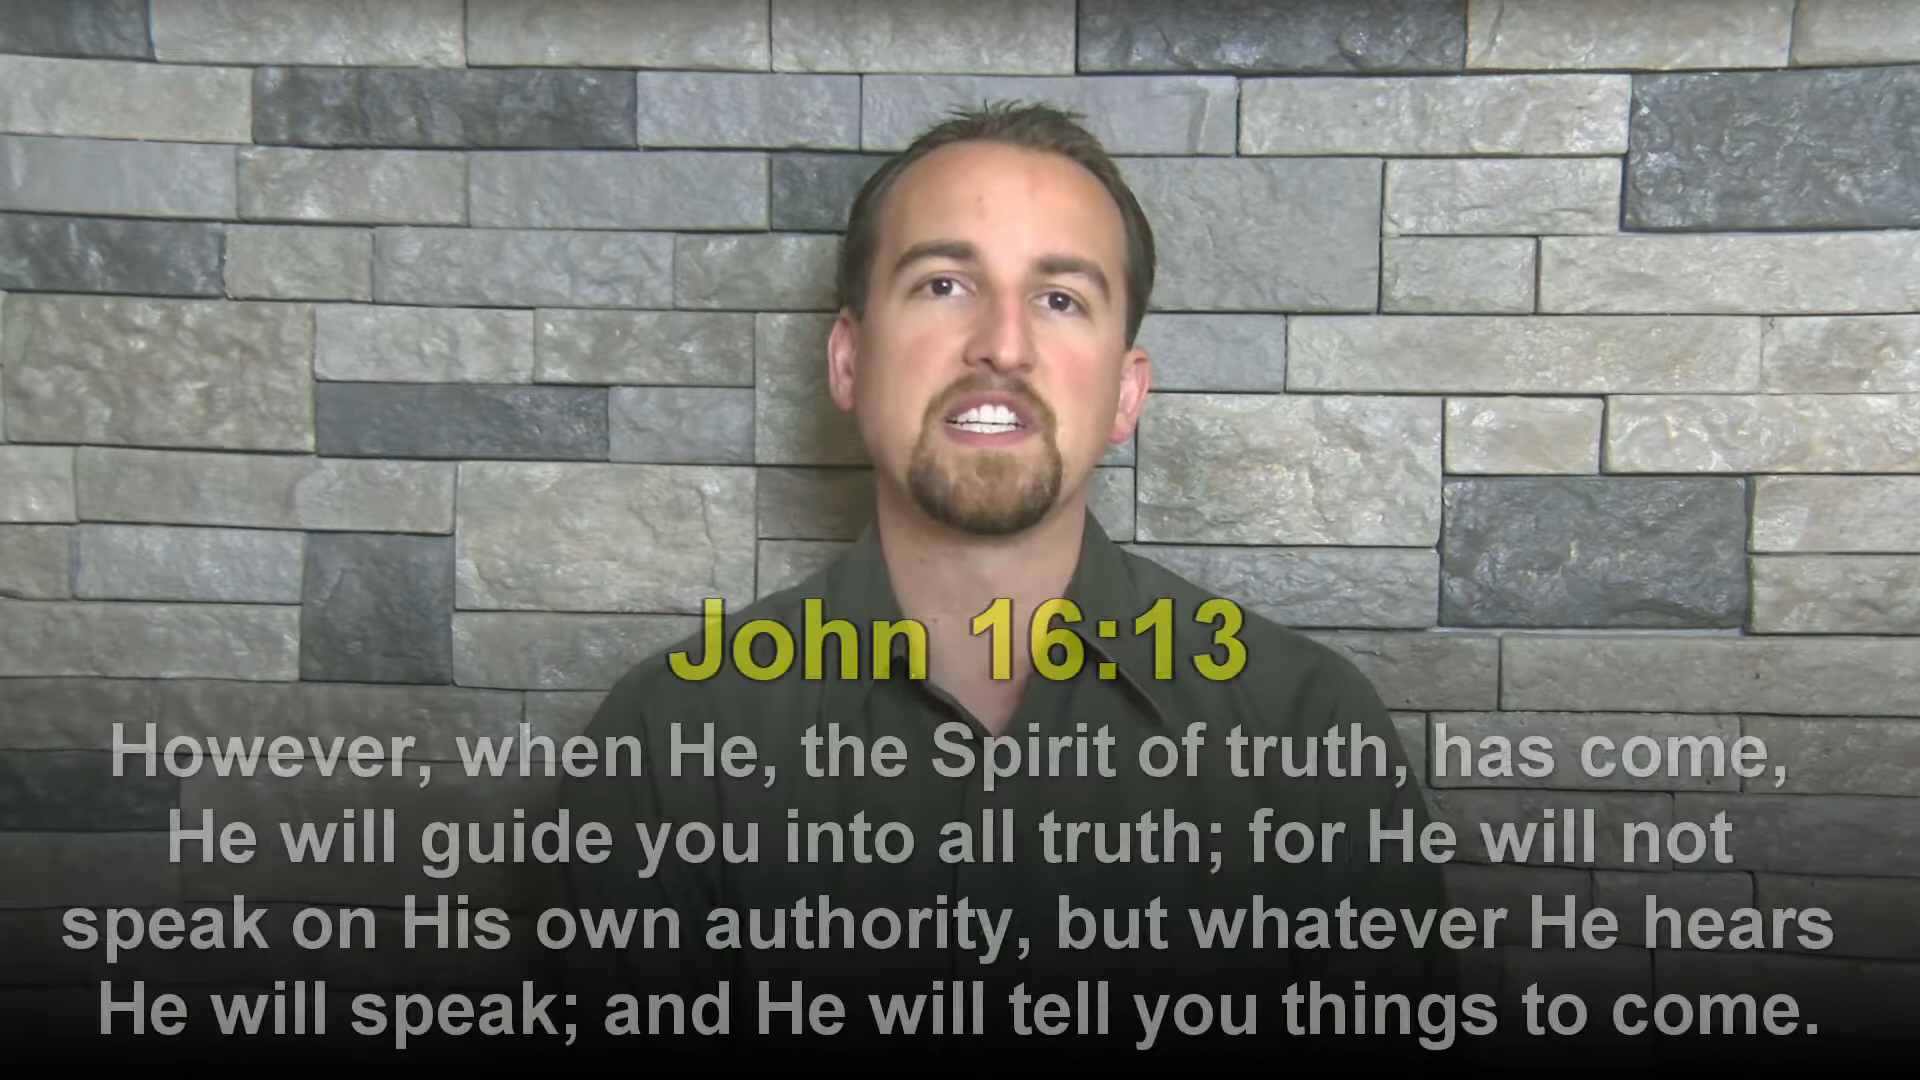 John 16:13
However, when He, the Spirit of truth, has come,
He will guide you into all truth; for He will not
speak on His own authority, but whatever He hears
He will speak; and He will tell you things to come.